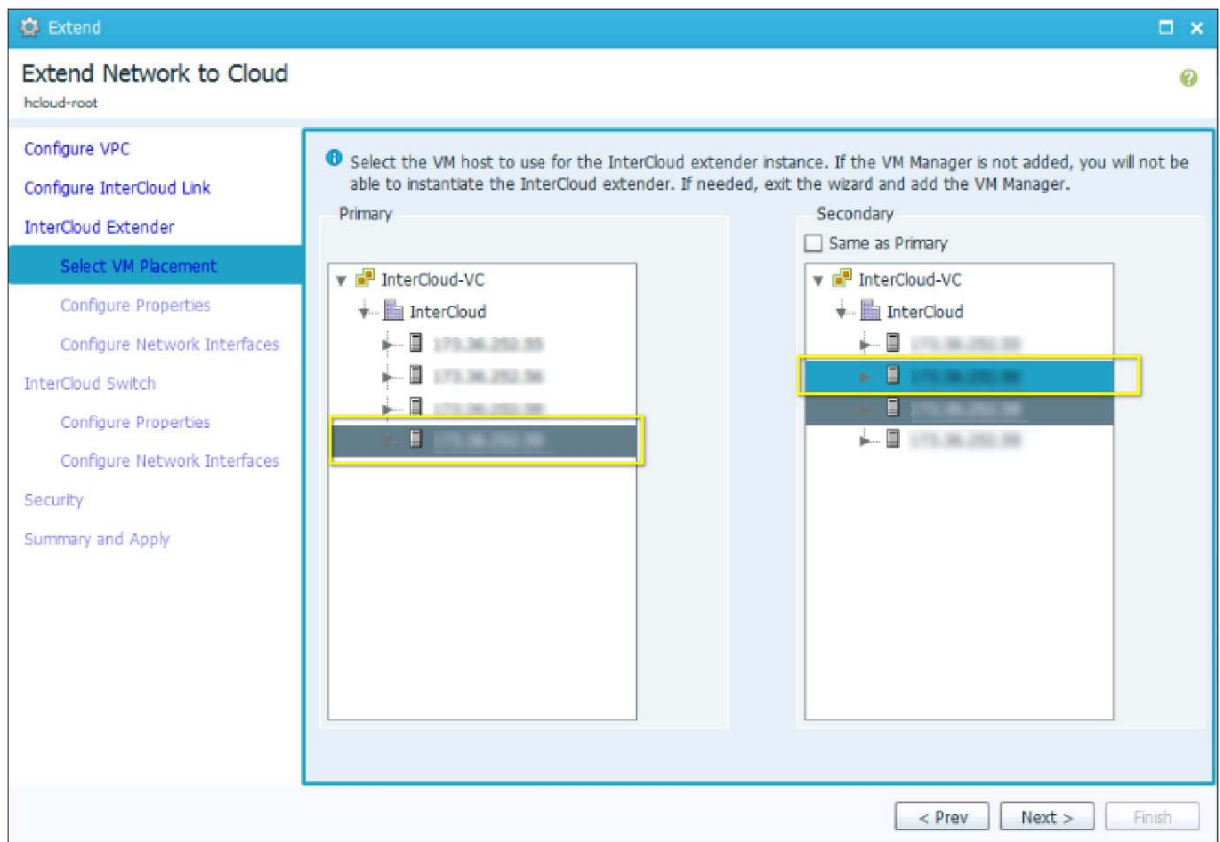 Extend
Extend Network to Cloud
hcloud-root
Configure VPC
Configure InterCloud Link
InterCloud Extender
Select VM Placement
Configure Properties
Configure Network Interfaces
InterCloud Switch
Configure Properties
Configure Network Interfaces
Security
Summary and Apply
Select the VM host to use for the InterCloud extender instance. If the VM Manager is not added, you will not be
able to instantiate the InterCloud extender. If needed, exit the wizard and add the VM Manager.
Primary
InterCloud-VC
InterCloud
Secondary
Same as Primary
InterCloud-VC
InterCloud
< Prev
Next >
Finish